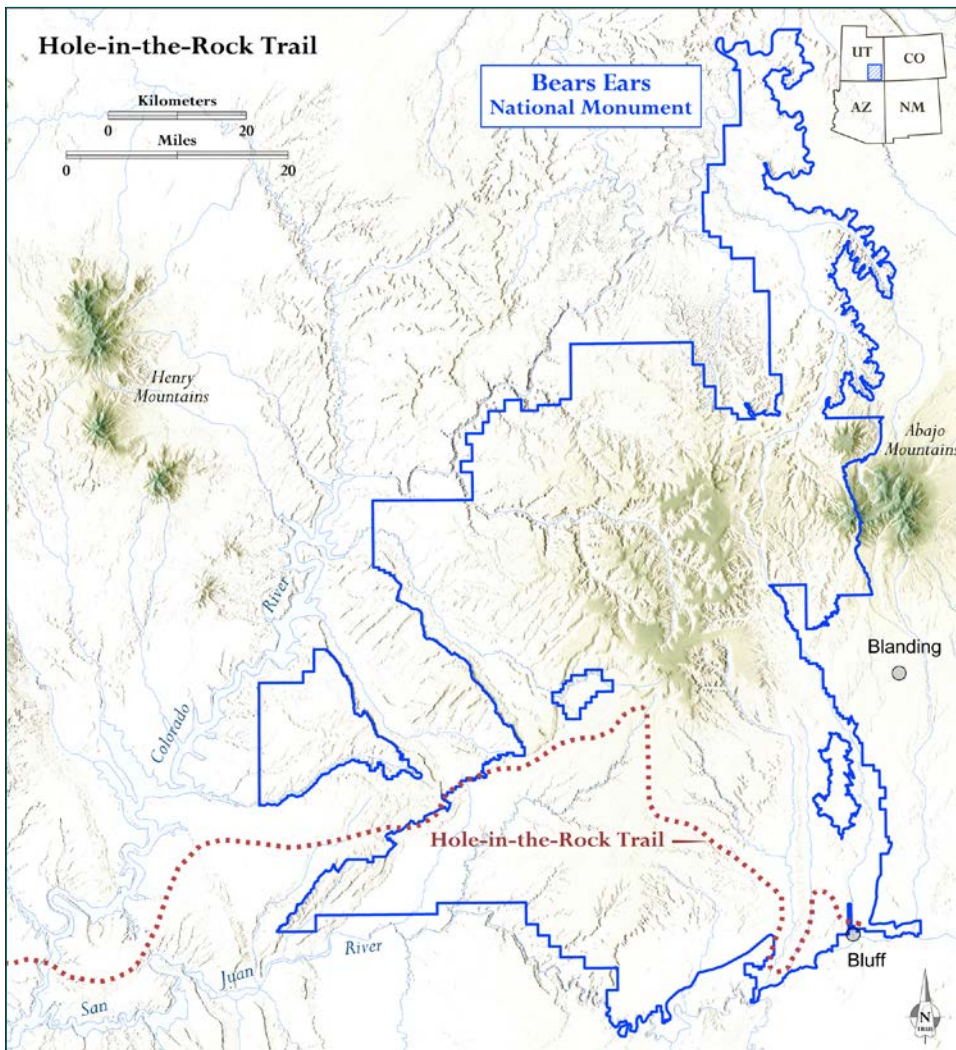 Hole-in-the-Rock Trail
Kilometers
0 20
Miles
0 20
Bears Ears
National Monument
UT
CO
AZ
NM
Henry
Mountains
Abajo
Mountains
River
Colorado
Blanding
Hole-in-the-Rock Trail
Bluff
River
Juan
San
N